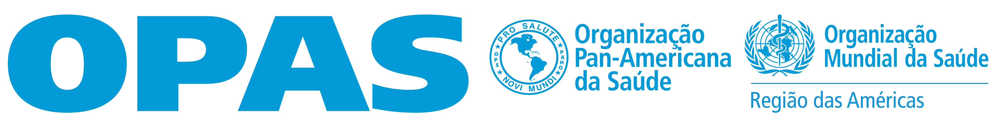 OPAS
PRO SALUTE
OPS
PAHO
NOVI MUNDI
Organização
Pan-Americana
da Saúde
Organização
Mundial da Saúde
Região das Américas